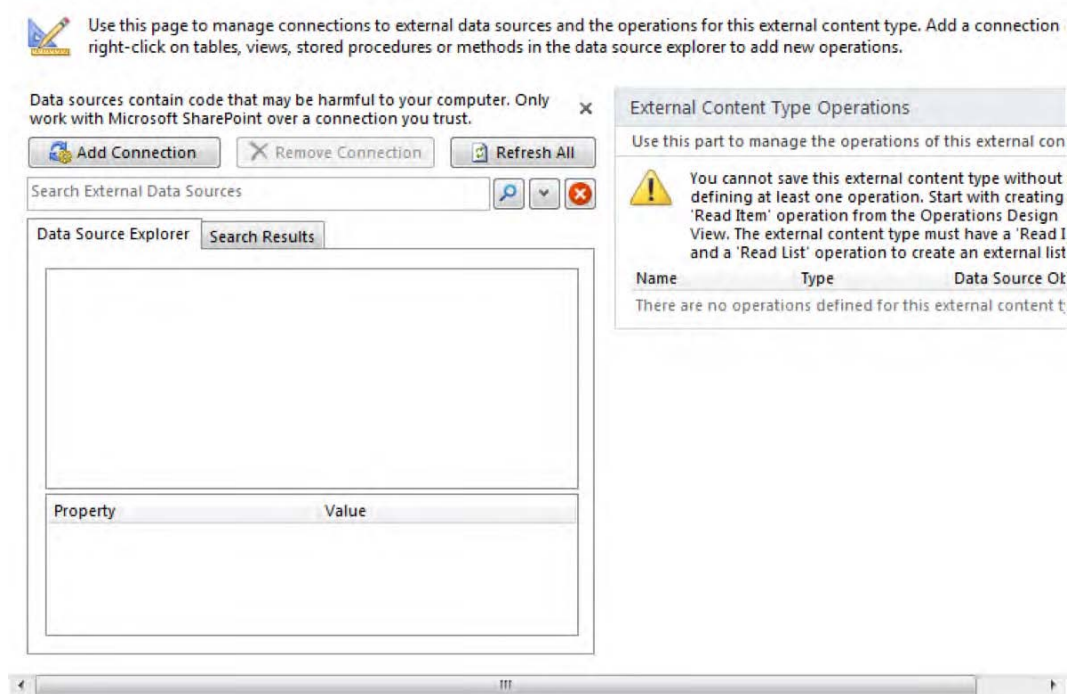 Use this page to manage connections to external data sources and the operations for this external content type. Add a connection
right-click on tables, views, stored procedures or methods in the data source explorer to add new operations.
Data sources contain code that may be harmful to your computer. Only
work with Microsoft SharePoint over a connection you trust.
Add Connection
Remove Connection
Refresh All
Search External Data Sources
Data Source Explorer
Search Results
Property
Value
External Content Type Operations
Use this part to manage the operations of this external con
You cannot save this external content type without
defining at least one operation. Start with creating
'Read Item' operation from the Operations Design
View. The external content type must have a 'Read I
and a 'Read List' operation to create an external list
Name
Type
Data Source Ob
There are no operations defined for this external content t